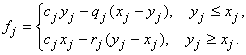 f_j = { c_j y_j − q_j (x_j − y_j), y_j ≤ x_j,
c_j x_j − r_j (y_j − x_j), y_j ≥ x_j.